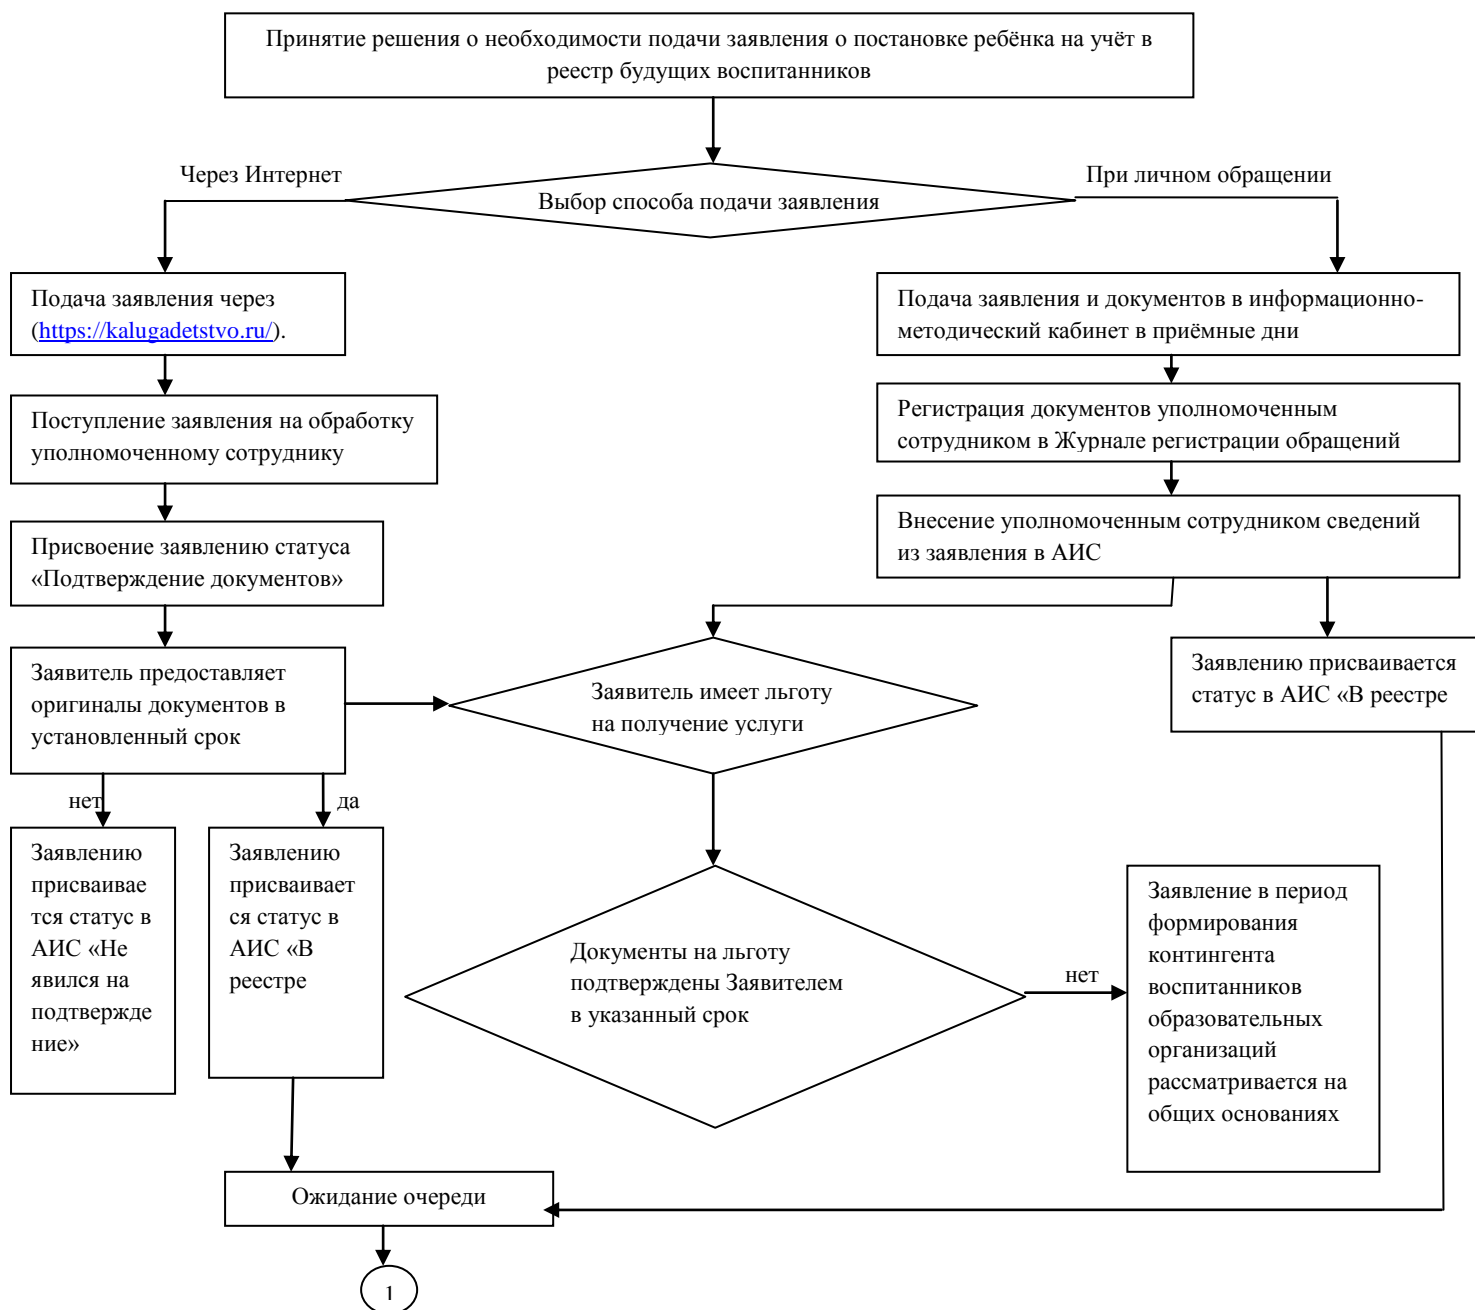 Принятие решения о необходимости подачи заявления о постановке ребёнка на учёт в
реестр будущих воспитанников
Через Интернет
При личном обращении
Выбор способа подачи заявления
Подача заявления через
(https://kalugadetstvo.ru/).
Подача заявления и документов в информационно-
методический кабинет в приёмные дни
Поступление заявления на обработку
уполномоченному сотруднику
Регистрация документов уполномоченным
сотрудником в Журнале регистрации обращений
Присвоение заявлению статуса
«Подтверждение документов»
Внесение уполномоченным сотрудником сведений
из заявления в АИС
Заявитель предоставляет
оригиналы документов в
установленный срок
Заявитель имеет льготу
на получение услуги
Заявлению присваивается
статус в АИС «В реестре
нет
да
Заявлению
присваивае
тся статус в
АИС «Не
явился на
подтвержде
ние»
Заявлению
присваивает
ся статус в
АИС «В
реестре
Документы на льготу
подтверждены Заявителем
в указанный срок
нет
Заявление в период
формирования
контингента
воспитанников
образовательных
организаций
рассматривается на
общих основаниях
Ожидание очереди
1